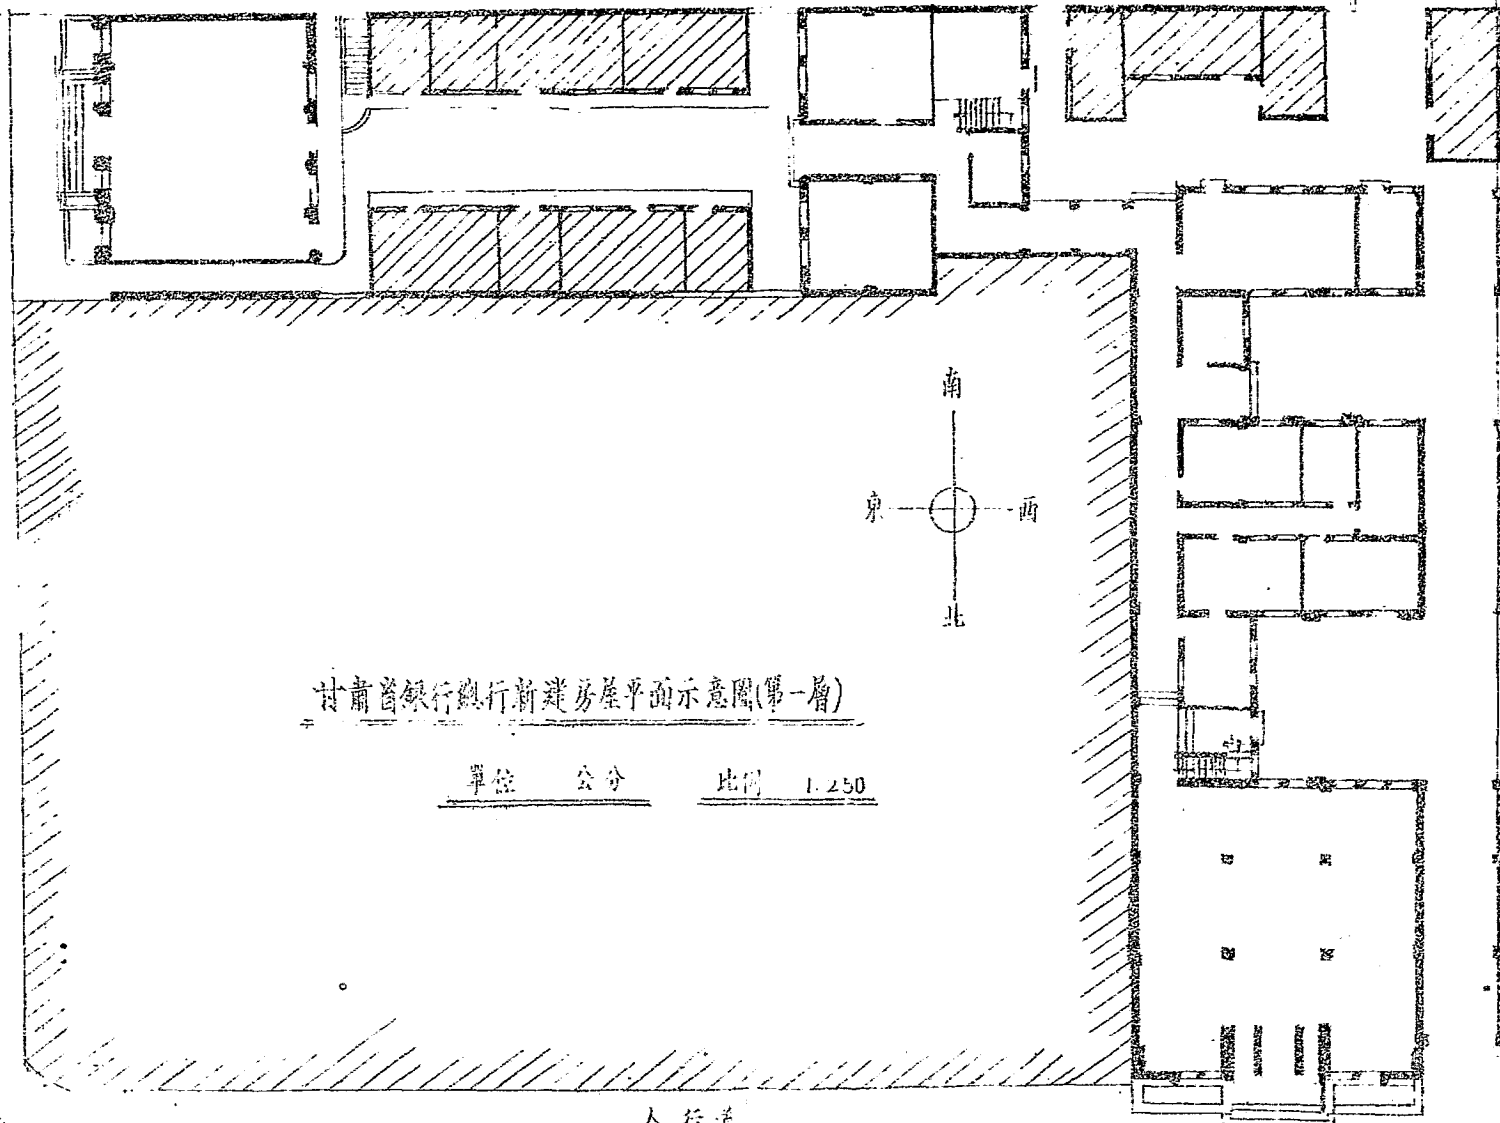 南
東 西
北
甘肅省銀行總行新建房屋平面示意圖(第一層)
單位 公分 比例 1:250
人行道